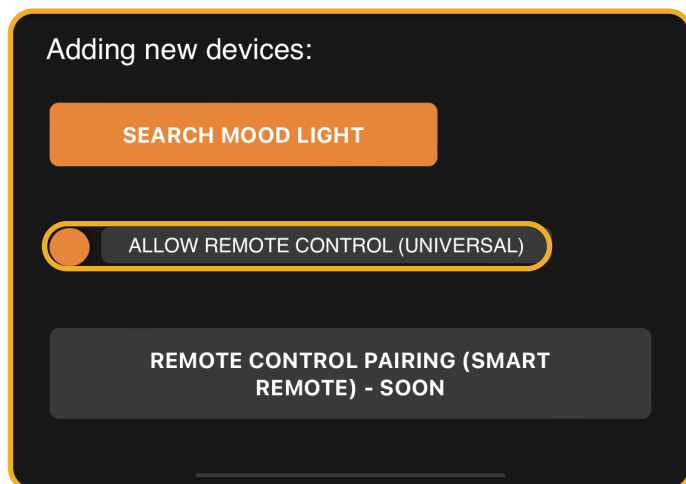 Adding new devices:
SEARCH MOOD LIGHT
ALLOW REMOTE CONTROL (UNIVERSAL)
REMOTE CONTROL PAIRING (SMART
REMOTE) - SOON